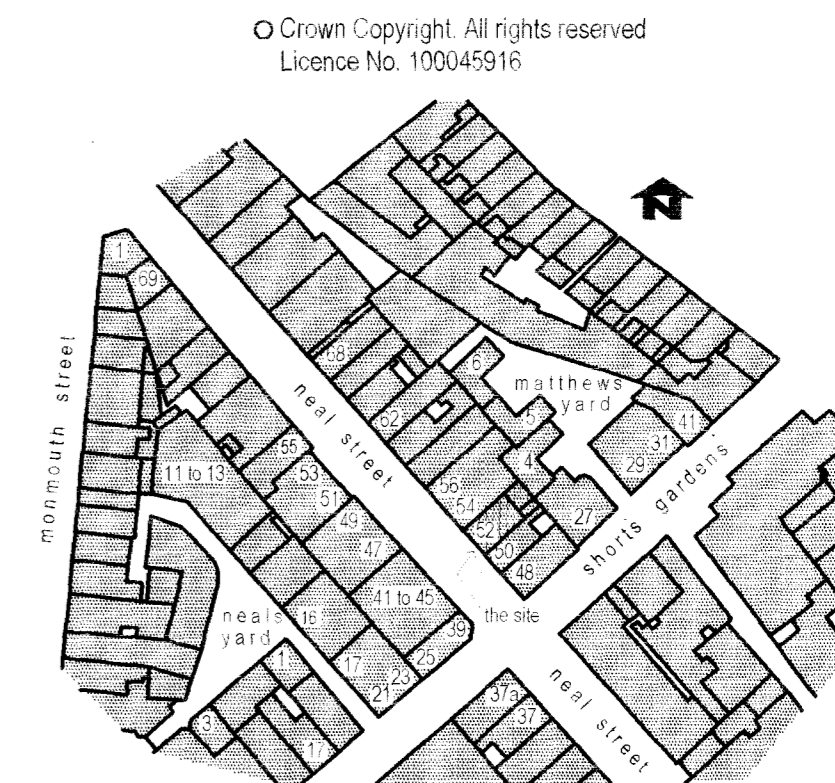 O Crown Copyright. All rights reserved
Licence No. 100045916
N
1
69
monmouth street
68
6
matthews
yard
neal street
62
5
41
31
29
4
55
53
11 to 13
51
56
54
49
52
27
shorts gardens
47
50
48
41 to 45
the site
neals
yard
16
39
25
17
23
21
1
37a
37
neal street
3
17